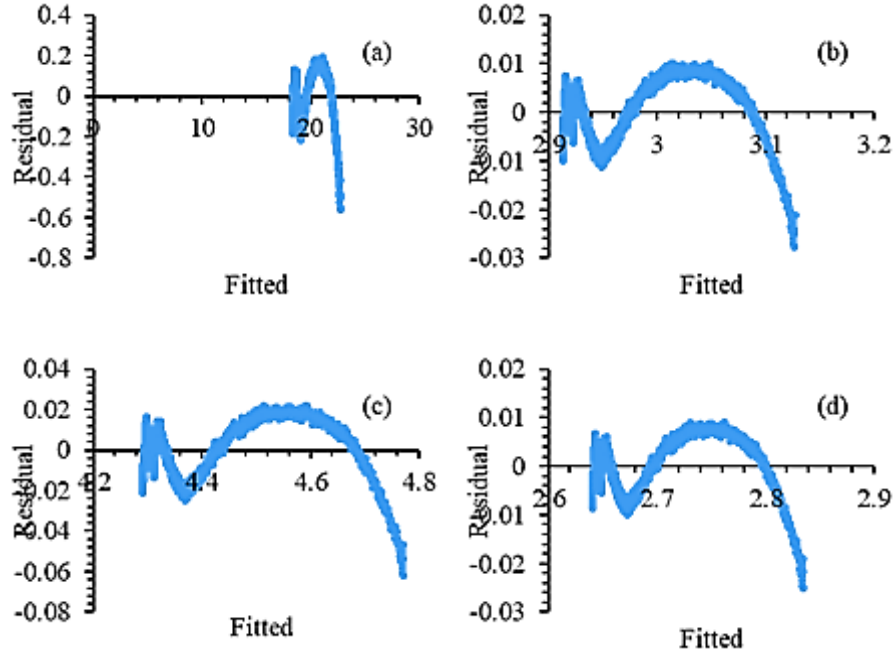 0.4
0.2
0
-0.2
-0.4
-0.6
-0.8
0 10 20 30
Residual
Fitted
(a)
0.02
0.01
0
-0.01
-0.02
-0.03
2.9 3 3.1 3.2
Residual
Fitted
(b)
0.04
0.02
0
-0.02
-0.04
-0.06
-0.08
4.2 4.4 4.6 4.8
Residual
Fitted
(c)
0.02
0.01
0
-0.01
-0.02
-0.03
2.6 2.7 2.8 2.9
Residual
Fitted
(d)